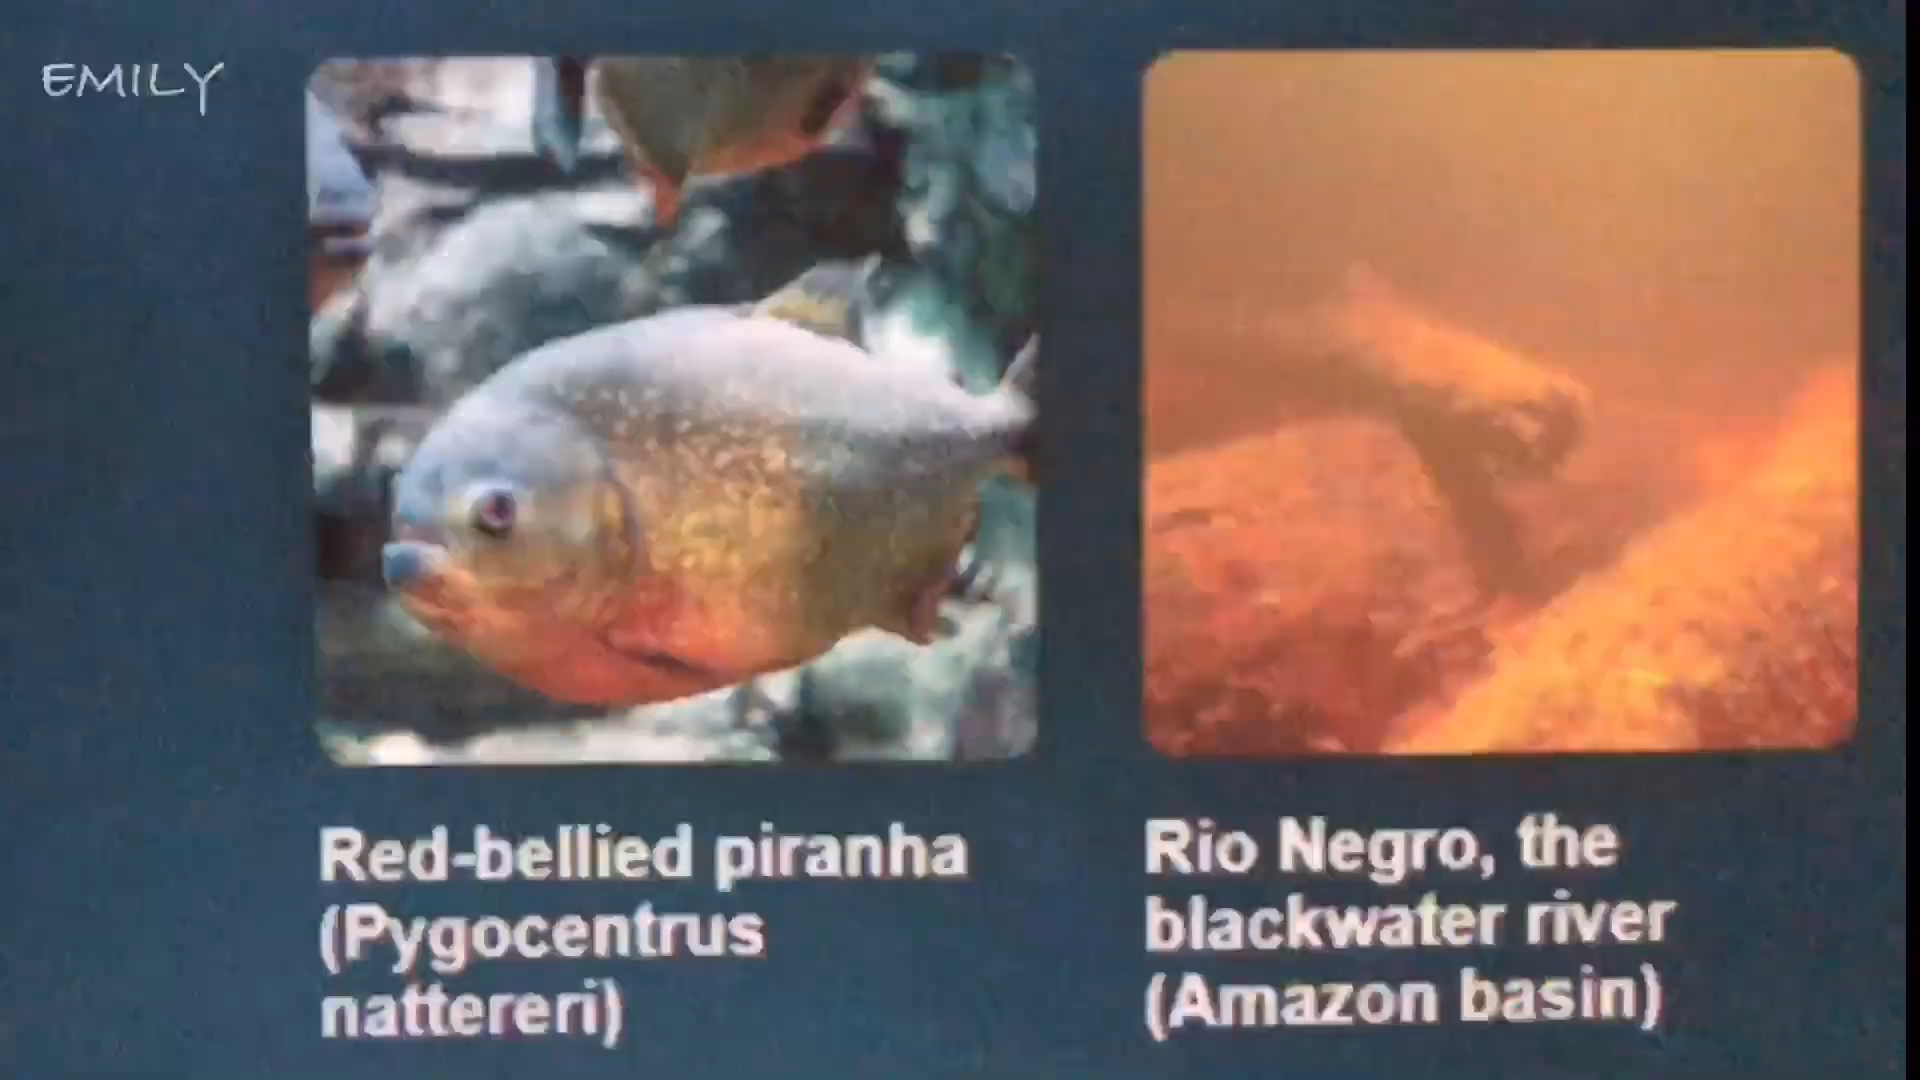 EMILY
Red-bellied piranha
(Pygocentrus
nattereri)
Rio Negro, the
blackwater river
(Amazon basin)